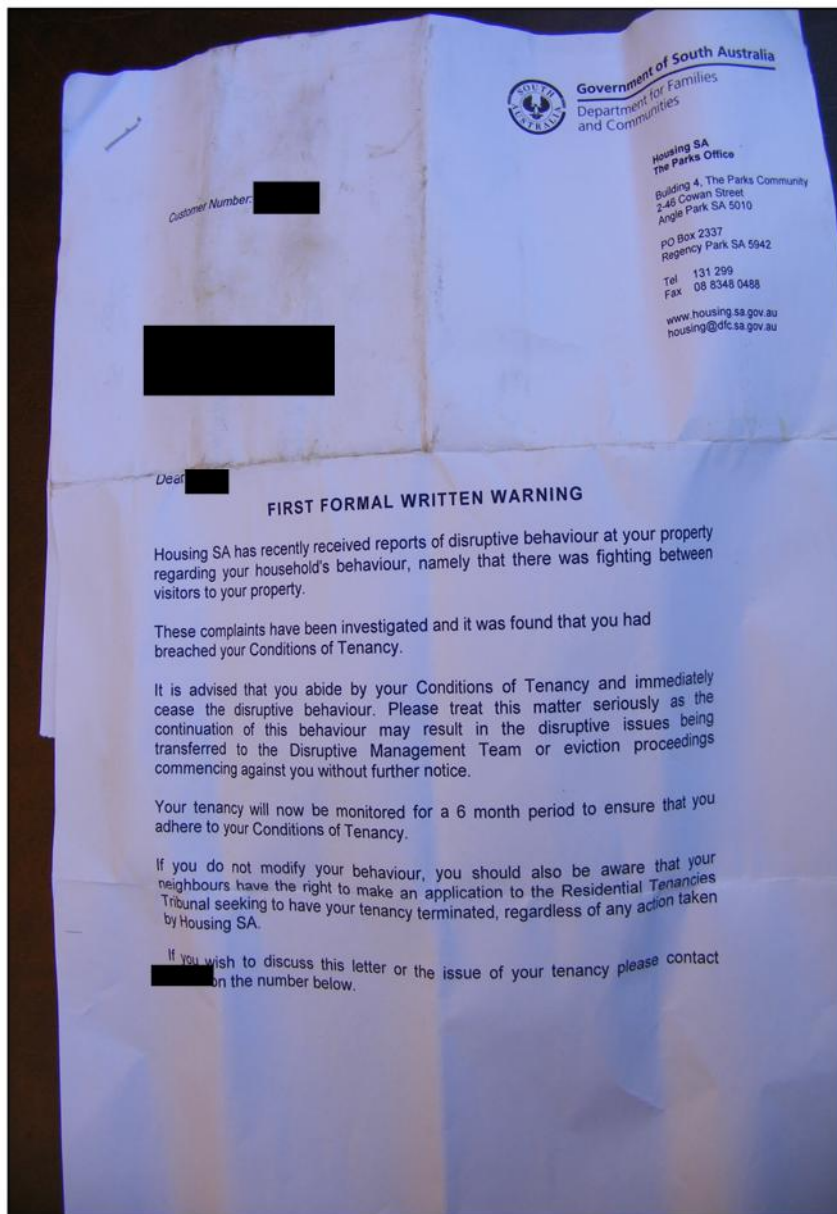 Government of South Australia
Department for Families
and Communities
SOUTH
AUSTRALIA
Housing SA
The Parks Office
Building 4, The Parks Community
2-46 Cowan Street
Angle Park SA 5010
PO Box 2337
Regency Park SA 5942
Tel 131 299
Fax 08 8348 0488
www.housing.sa.gov.au
housing@dfc.sa.gov.au
Customer Number:
Dear
FIRST FORMAL WRITTEN WARNING
Housing SA has recently received reports of disruptive behaviour at your property
regarding your household's behaviour, namely that there was fighting between
visitors to your property.
These complaints have been investigated and it was found that you had
breached your Conditions of Tenancy.
It is advised that you abide by your Conditions of Tenancy and immediately
cease the disruptive behaviour. Please treat this matter seriously as the
continuation of this behaviour may result in the disruptive issues being
transferred to the Disruptive Management Team or eviction proceedings
commencing against you without further notice.
Your tenancy will now be monitored for a 6 month period to ensure that you
adhere to your Conditions of Tenancy.
If you do not modify your behaviour, you should also be aware that your
neighbours have the right to make an application to the Residential Tenancies
Tribunal seeking to have your tenancy terminated, regardless of any action taken
by Housing SA.
If you wish to discuss this letter or the issue of your tenancy please contact
on the number below.